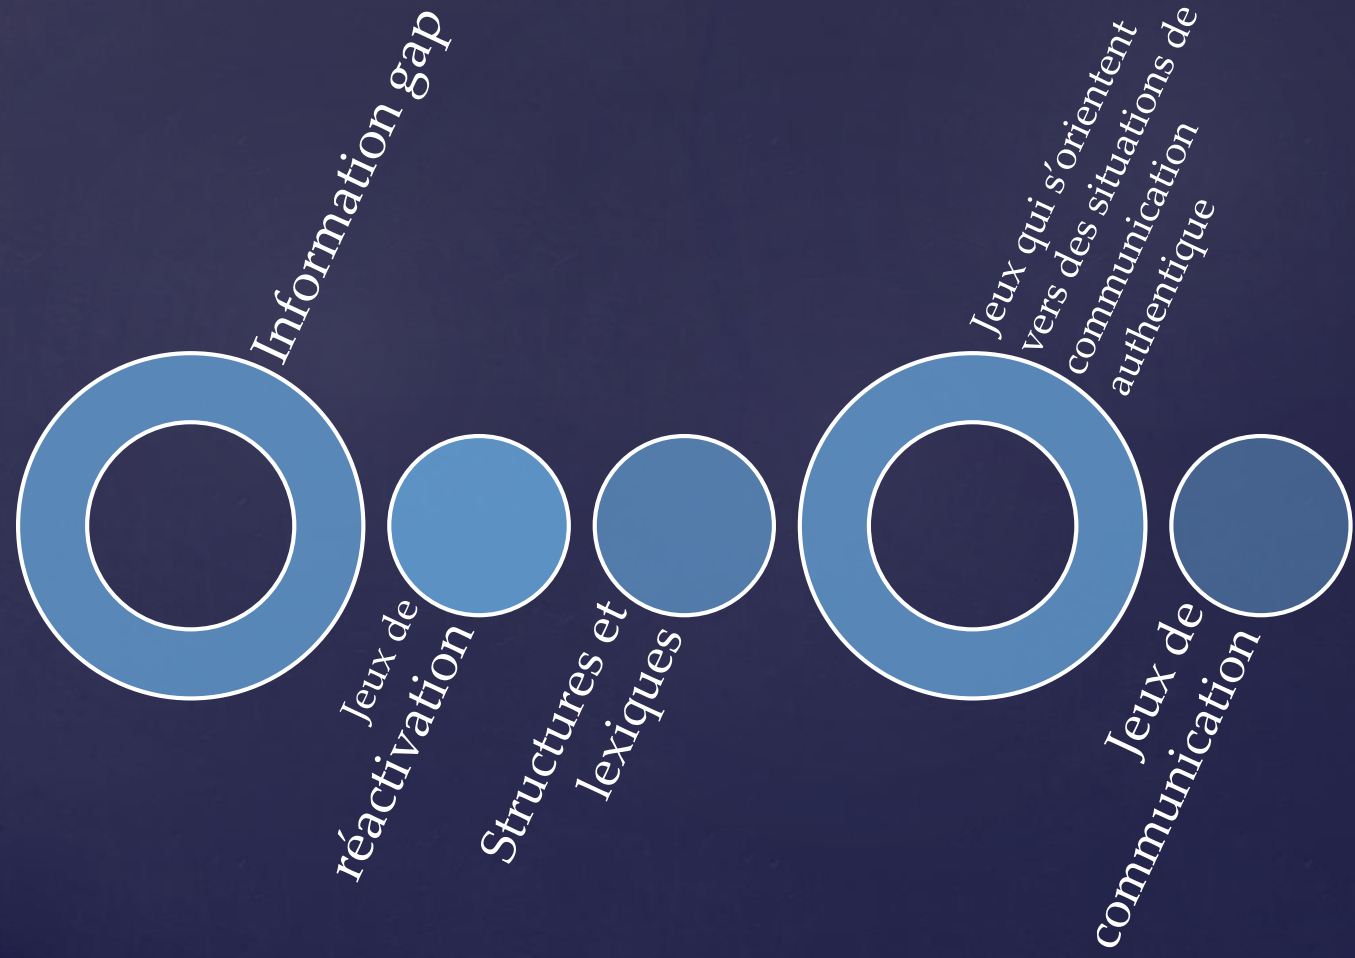 Information gap
Jeux de
réactivation
Structures et
lexiques
Jeux qui s'orientent
vers des situations de
communication
authentique
Jeux de
communication